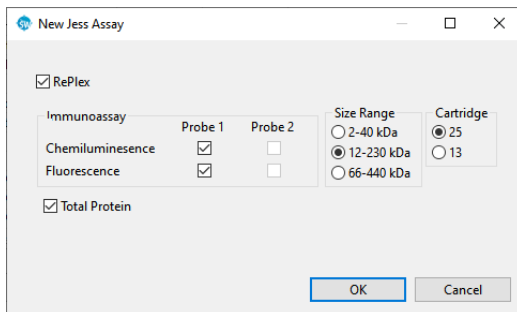 SW New Jess Assay
RePlex
Immunoassay
Probe 1 Probe 2
Chemiluminesence
Fluorescence
Size Range
2-40 kDa
12-230 kDa
66-440 kDa
Cartridge
25
13
Total Protein
OK Cancel